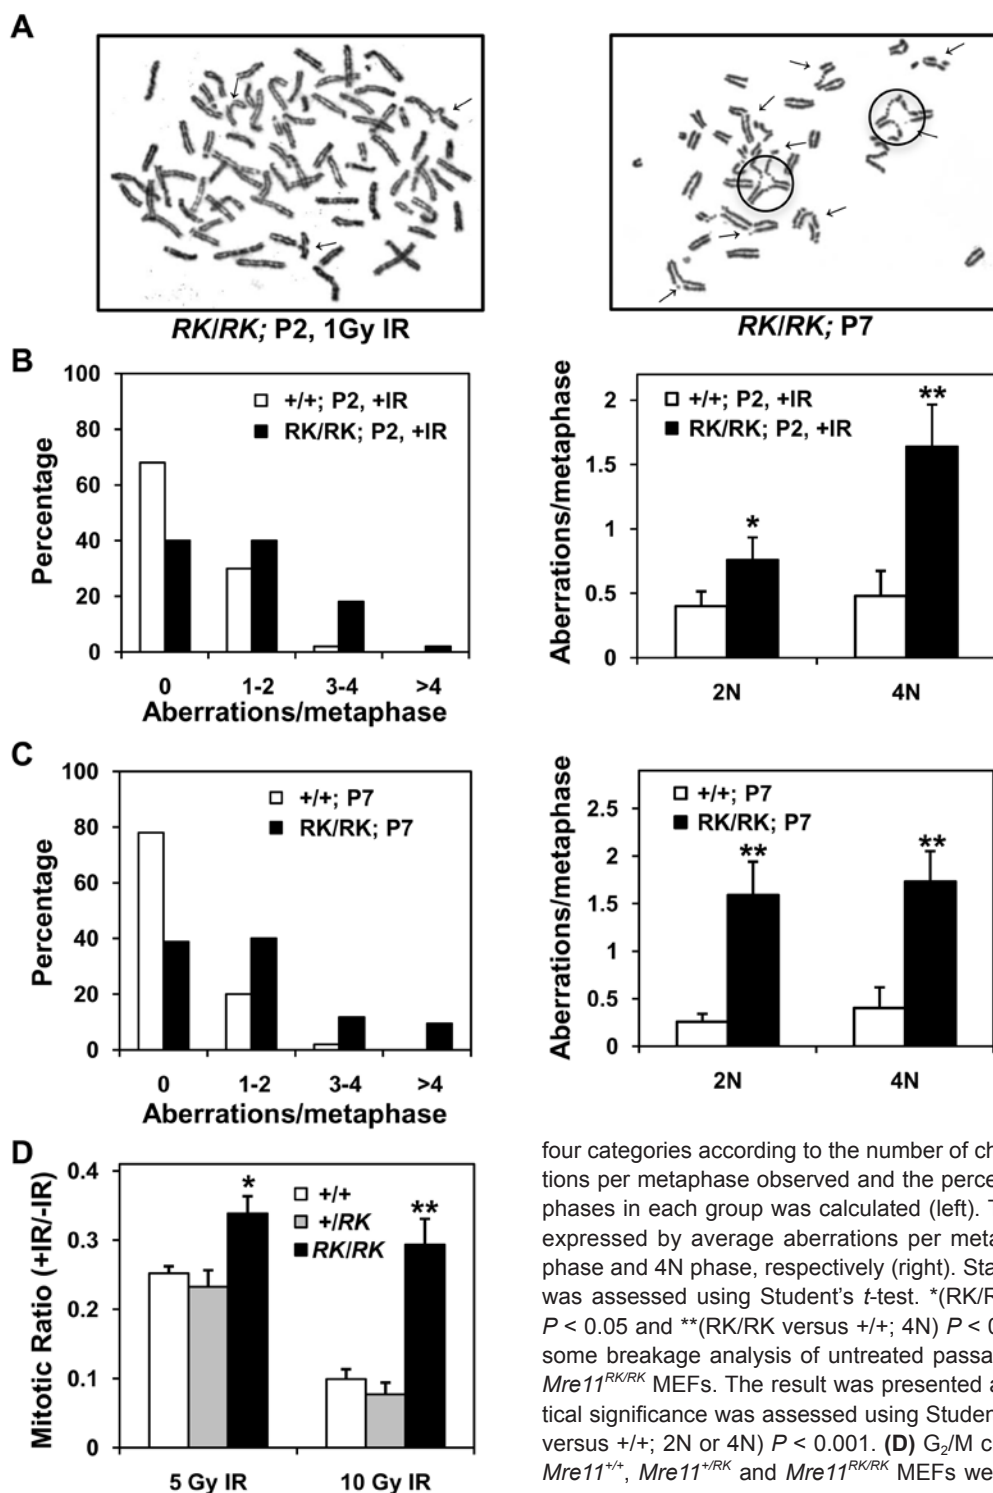 A
RK/RK; P2, 1Gy IR
RK/RK; P7
B
100
80
60
40
20
0
Percentage
+/+; P2, +IR
RK/RK; P2, +IR
0 1-2 3-4 >4
Aberrations/metaphase
2
1.5
1
0.5
0
Aberrations/metaphase
+/+; P2, +IR
RK/RK; P2, +IR
*
**
2N 4N
C
100
80
60
40
20
0
Percentage
+/+; P7
RK/RK; P7
0 1-2 3-4 >4
Aberrations/metaphase
2.5
2
1.5
1
0.5
0
Aberrations/metaphase
+/+; P7
RK/RK; P7
**
**
2N 4N
D
0.4
0.3
0.2
0.1
0
Mitotic Ratio (+IR/-IR)
+/+
+/RK
RK/RK
*
**
5 Gy IR 10 Gy IR
four categories according to the number of ch
tions per metaphase observed and the perce
phases in each group was calculated (left). T
expressed by average aberrations per meta
phase and 4N phase, respectively (right). Sta
was assessed using Student's t-test. *(RK/R
P < 0.05 and **(RK/RK versus +/+; 4N) P < 0
some breakage analysis of untreated passa
Mre11RK/RK MEFs. The result was presented a
tical significance was assessed using Studen
versus +/+; 2N or 4N) P < 0.001. (D) G2/M c
Mre11+/+, Mre11+/RK and Mre11RK/RK MEFs we